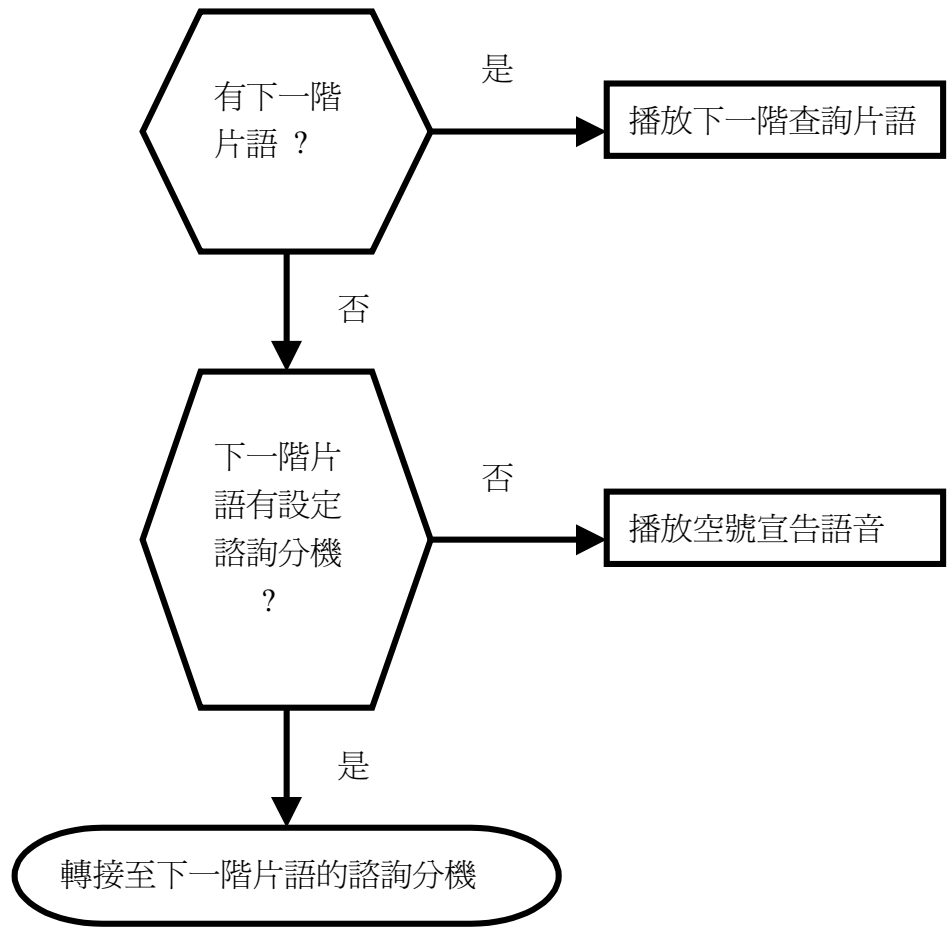 有下一階
片語 ?
是
播放下一階查詢片語
否
下一階片
語有設定
諮詢分機
?
否
播放空號宣告語音
是
轉接至下一階片語的諮詢分機